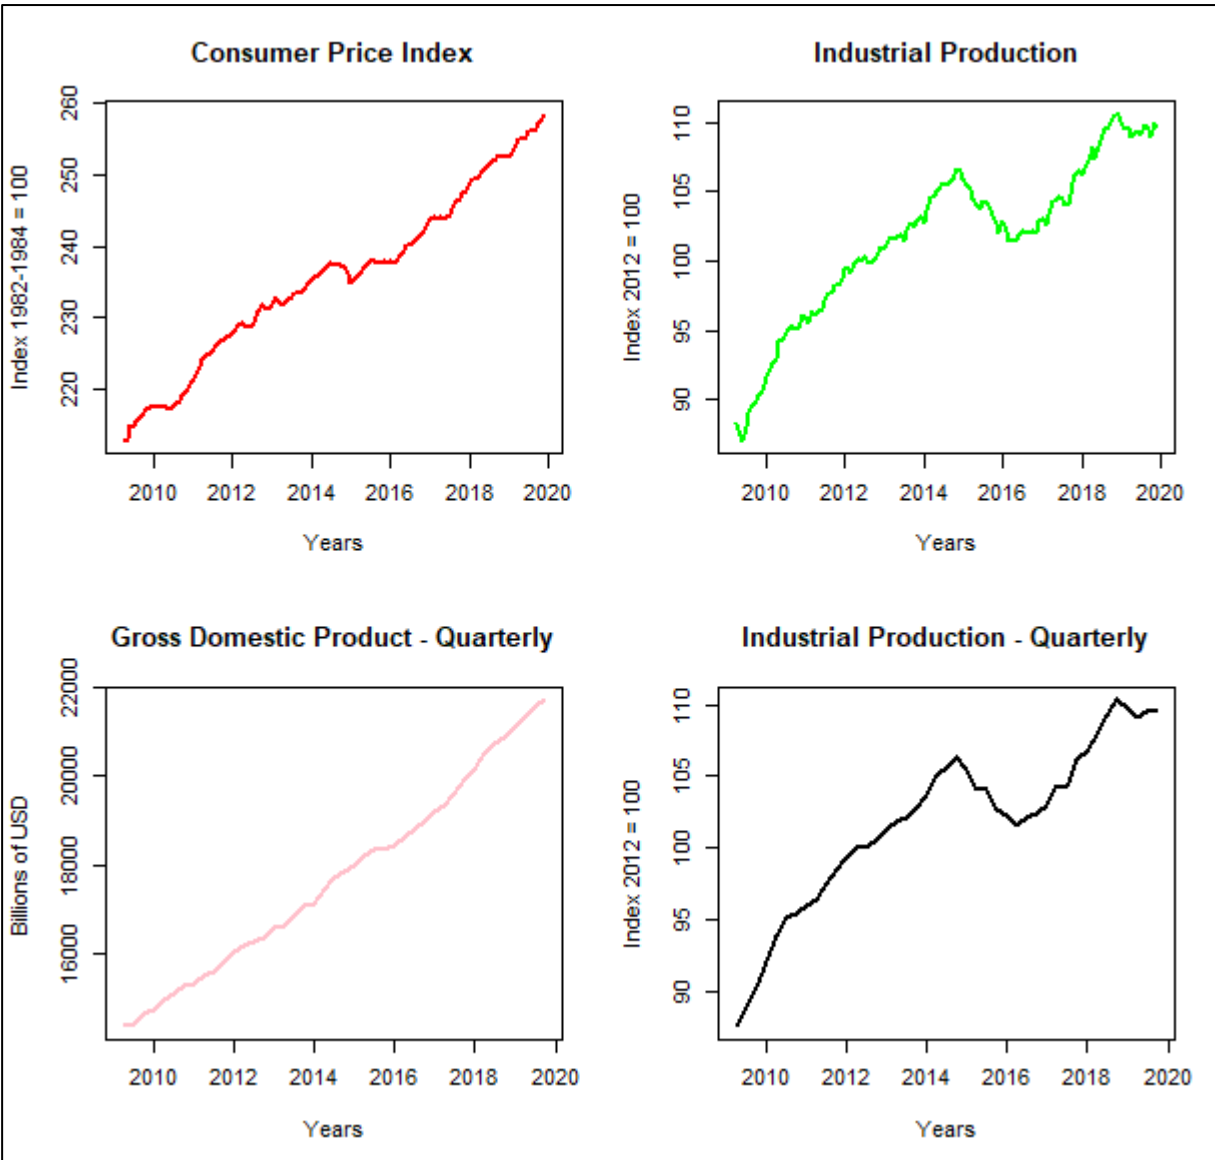 Consumer Price Index
Index 1982-1984 = 100
260
250
240
230
220
2010 2012 2014 2016 2018 2020
Years
Industrial Production
Index 2012 = 100
110
105
100
95
90
2010 2012 2014 2016 2018 2020
Years
Gross Domestic Product - Quarterly
Billions of USD
22000
20000
18000
16000
2010 2012 2014 2016 2018 2020
Years
Industrial Production - Quarterly
Index 2012 = 100
110
105
100
95
90
2010 2012 2014 2016 2018 2020
Years